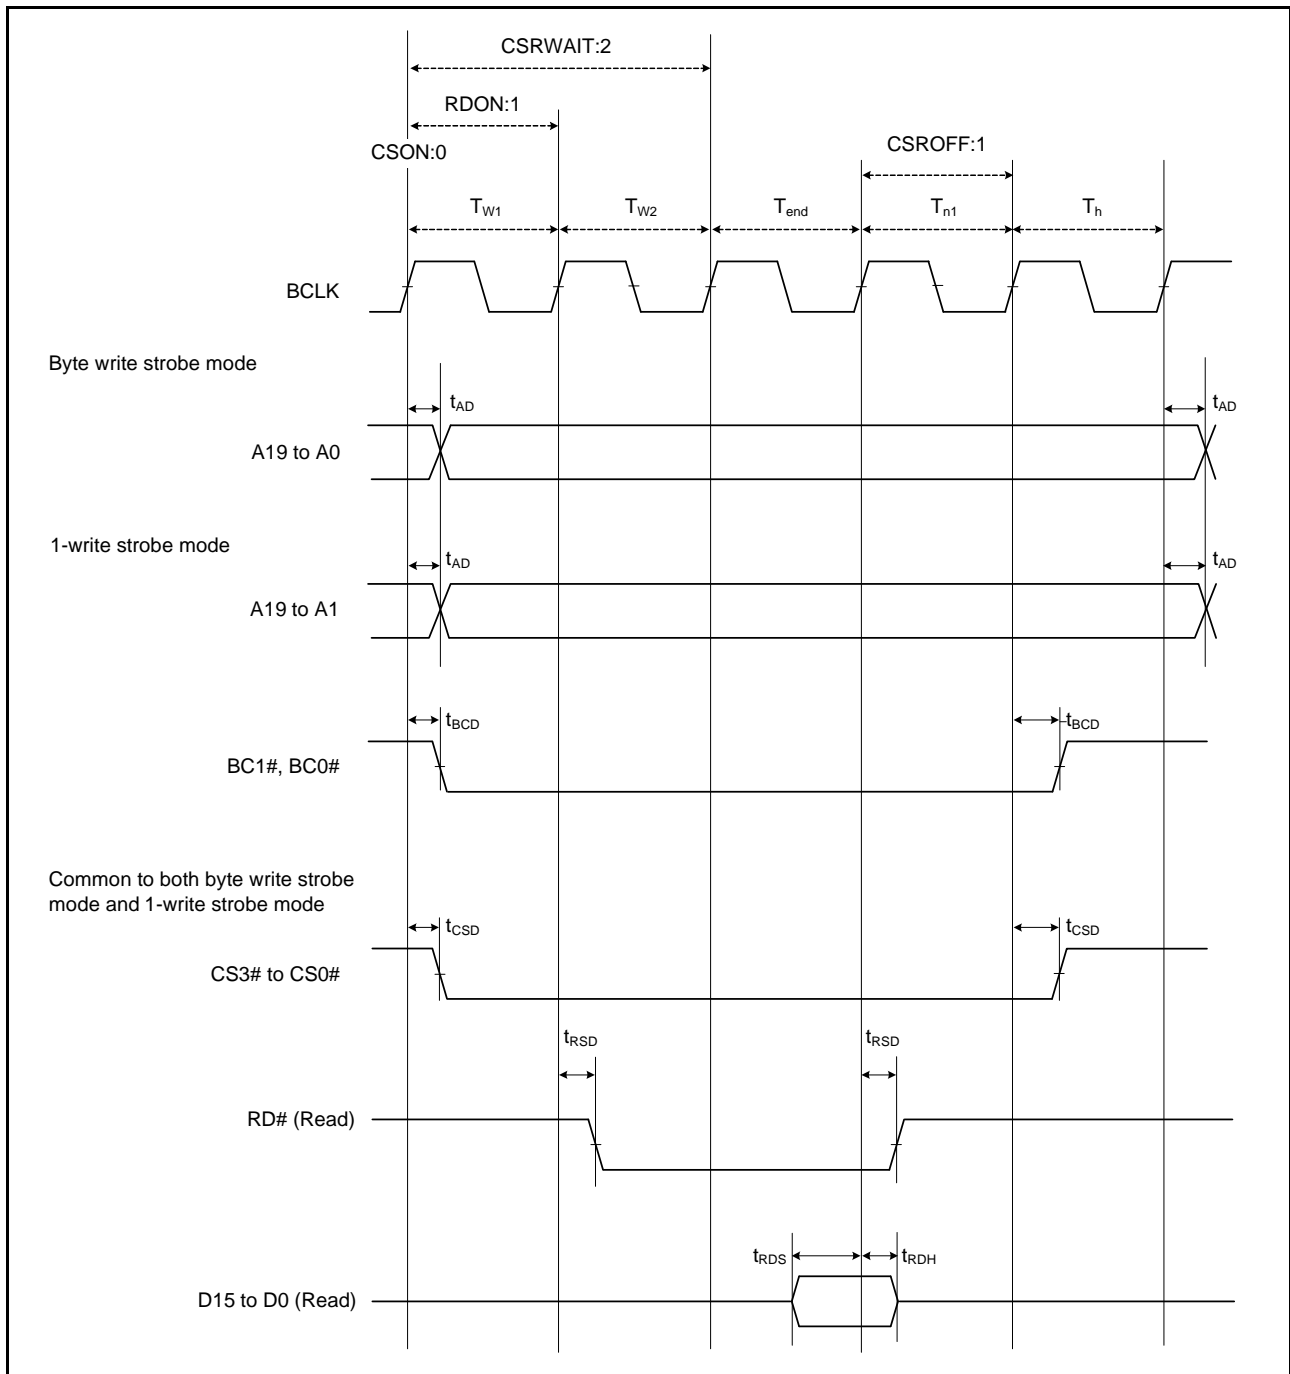 CSRWAIT:2
RDON:1
CSON:0
CSROFF:1
TW1
TW2
Tend
Tn1
Th
BCLK
Byte write strobe mode
tAD
tAD
A19 to A0
1-write strobe mode
tAD
tAD
A19 to A1
tBCD
tBCD
BC1#, BC0#
Common to both byte write strobe
mode and 1-write strobe mode
tCSD
tCSD
CS3# to CS0#
tRSD
tRSD
RD# (Read)
tRDS
tRDH
D15 to D0 (Read)